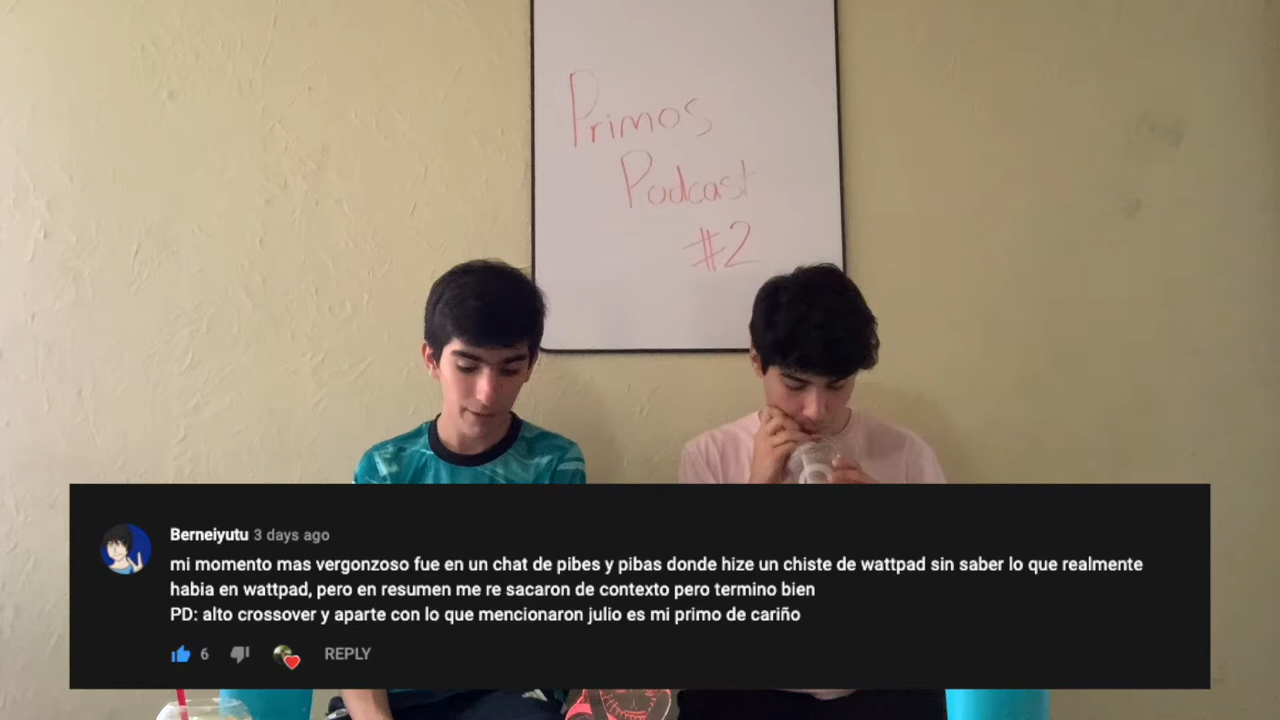 Primos
Podcast
#2
Berneiyutu 3 days ago
mi momento mas vergonzoso fue en un chat de pibes y pibas donde hize un chiste de wattpad sin saber lo que realmente
habia en wattpad, pero en resumen me re sacaron de contexto pero termino bien
PD: alto crossover y aparte con lo que mencionaron julio es mi primo de cariño
6 REPLY